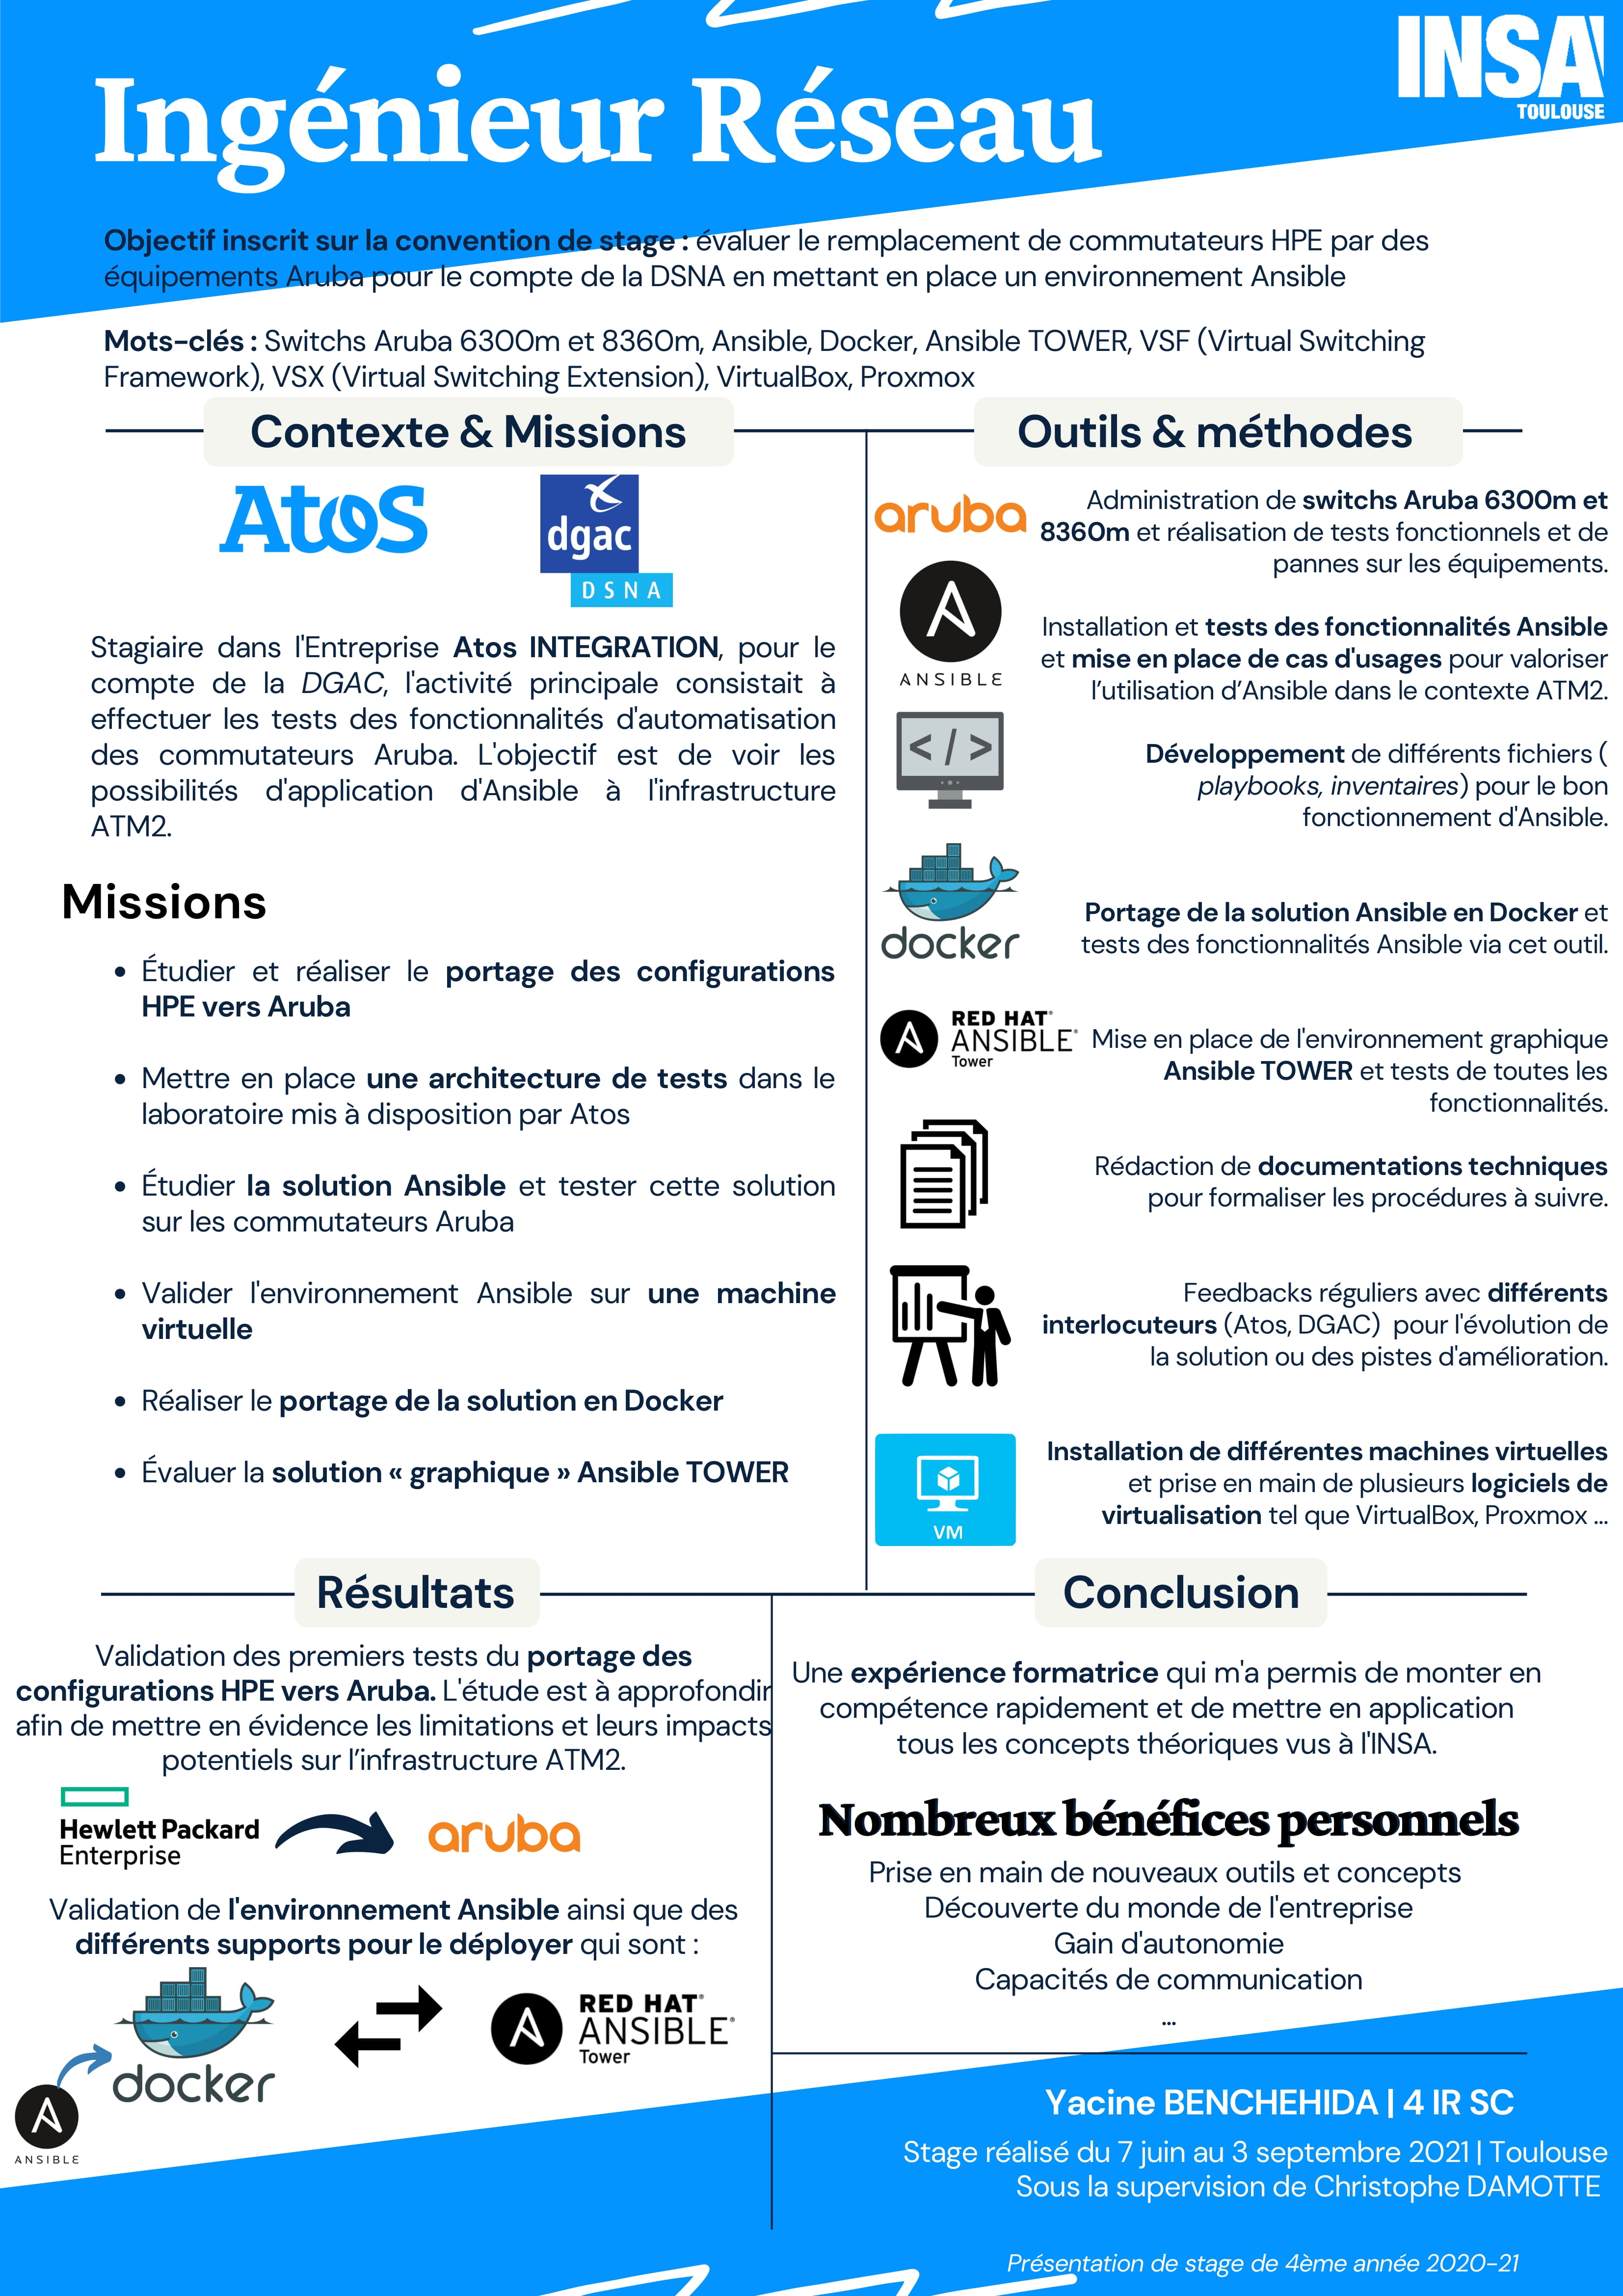 INSA
TOULOUSE
Ingénieur Réseau
Objectif inscrit sur la convention de stage : évaluer le remplacement de commutateurs HPE par des
équipements Aruba pour le compte de la DSNA en mettant en place un environnement Ansible
Mots-clés : Switchs Aruba 6300m et 8360m, Ansible, Docker, Ansible TOWER, VSF (Virtual Switching
Framework), VSX (Virtual Switching Extension), VirtualBox, Proxmox
Contexte & Missions
Atos
dgac
DSNA
Stagiaire dans l'Entreprise Atos INTEGRATION, pour le
compte de la DGAC, l'activité principale consistait à
effectuer les tests des fonctionnalités d'automatisation
des commutateurs Aruba. L'objectif est de voir les
possibilités d'application d'Ansible à l'infrastructure
ATM2.
Missions
• Étudier et réaliser le portage des configurations
HPE vers Aruba
• Mettre en place une architecture de tests dans le
laboratoire mis à disposition par Atos
• Étudier la solution Ansible et tester cette solution
sur les commutateurs Aruba
• Valider l'environnement Ansible sur une machine
virtuelle
• Réaliser le portage de la solution en Docker
• Évaluer la solution « graphique » Ansible TOWER
Outils & méthodes
aruba
Administration de switchs Aruba 6300m et
8360m et réalisation de tests fonctionnels et de
pannes sur les équipements.
ANSIBLE
Installation et tests des fonctionnalités Ansible
et mise en place de cas d'usages pour valoriser
l’utilisation d’Ansible dans le contexte ATM2.
</>
Développement de différents fichiers (
playbooks, inventaires) pour le bon
fonctionnement d'Ansible.
docker
Portage de la solution Ansible en Docker et
tests des fonctionnalités Ansible via cet outil.
RED HAT®
ANSIBLE®
Tower
Mise en place de l'environnement graphique
Ansible TOWER et tests de toutes les
fonctionnalités.
Rédaction de documentations techniques
pour formaliser les procédures à suivre.
Feedbacks réguliers avec différents
interlocuteurs (Atos, DGAC) pour l'évolution de
la solution ou des pistes d'amélioration.
VM
Installation de différentes machines virtuelles
et prise en main de plusieurs logiciels de
virtualisation tel que VirtualBox, Proxmox ...
Résultats
Validation des premiers tests du portage des
configurations HPE vers Aruba. L'étude est à approfondir
afin de mettre en évidence les limitations et leurs impacts
potentiels sur l’infrastructure ATM2.
Hewlett Packard
Enterprise
aruba
Validation de l'environnement Ansible ainsi que des
différents supports pour le déployer qui sont :
docker
ANSIBLE
RED HAT®
ANSIBLE®
Tower
Conclusion
Une expérience formatrice qui m'a permis de monter en
compétence rapidement et de mettre en application
tous les concepts théoriques vus à l'INSA.
Nombreux bénéfices personnels
Prise en main de nouveaux outils et concepts
Découverte du monde de l'entreprise
Gain d'autonomie
Capacités de communication
...
Yacine BENCHEHIDA | 4 IR SC
Stage réalisé du 7 juin au 3 septembre 2021 | Toulouse
Sous la supervision de Christophe DAMOTTE
Présentation de stage de 4ème année 2020-21